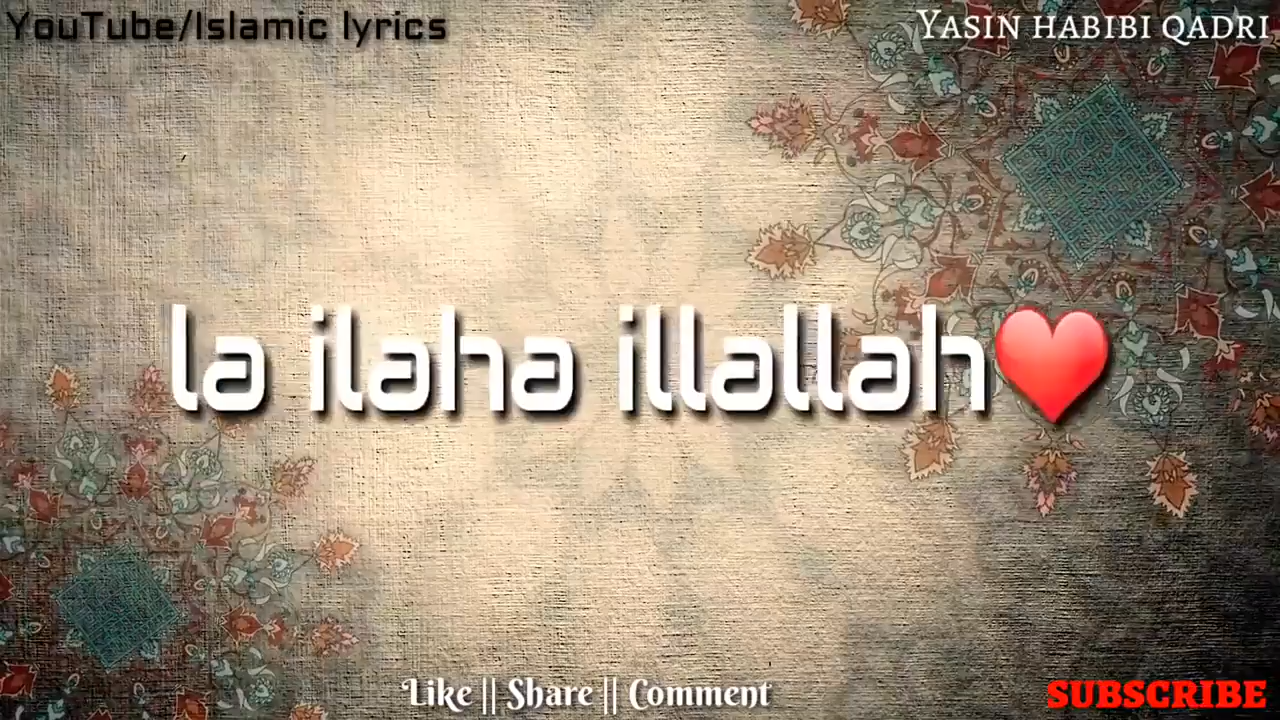 YouTube/Islamic lyrics
Yasin habibi qadri
la ilaha illallah❤
Like || Share || Comment
SUBSCRIBE